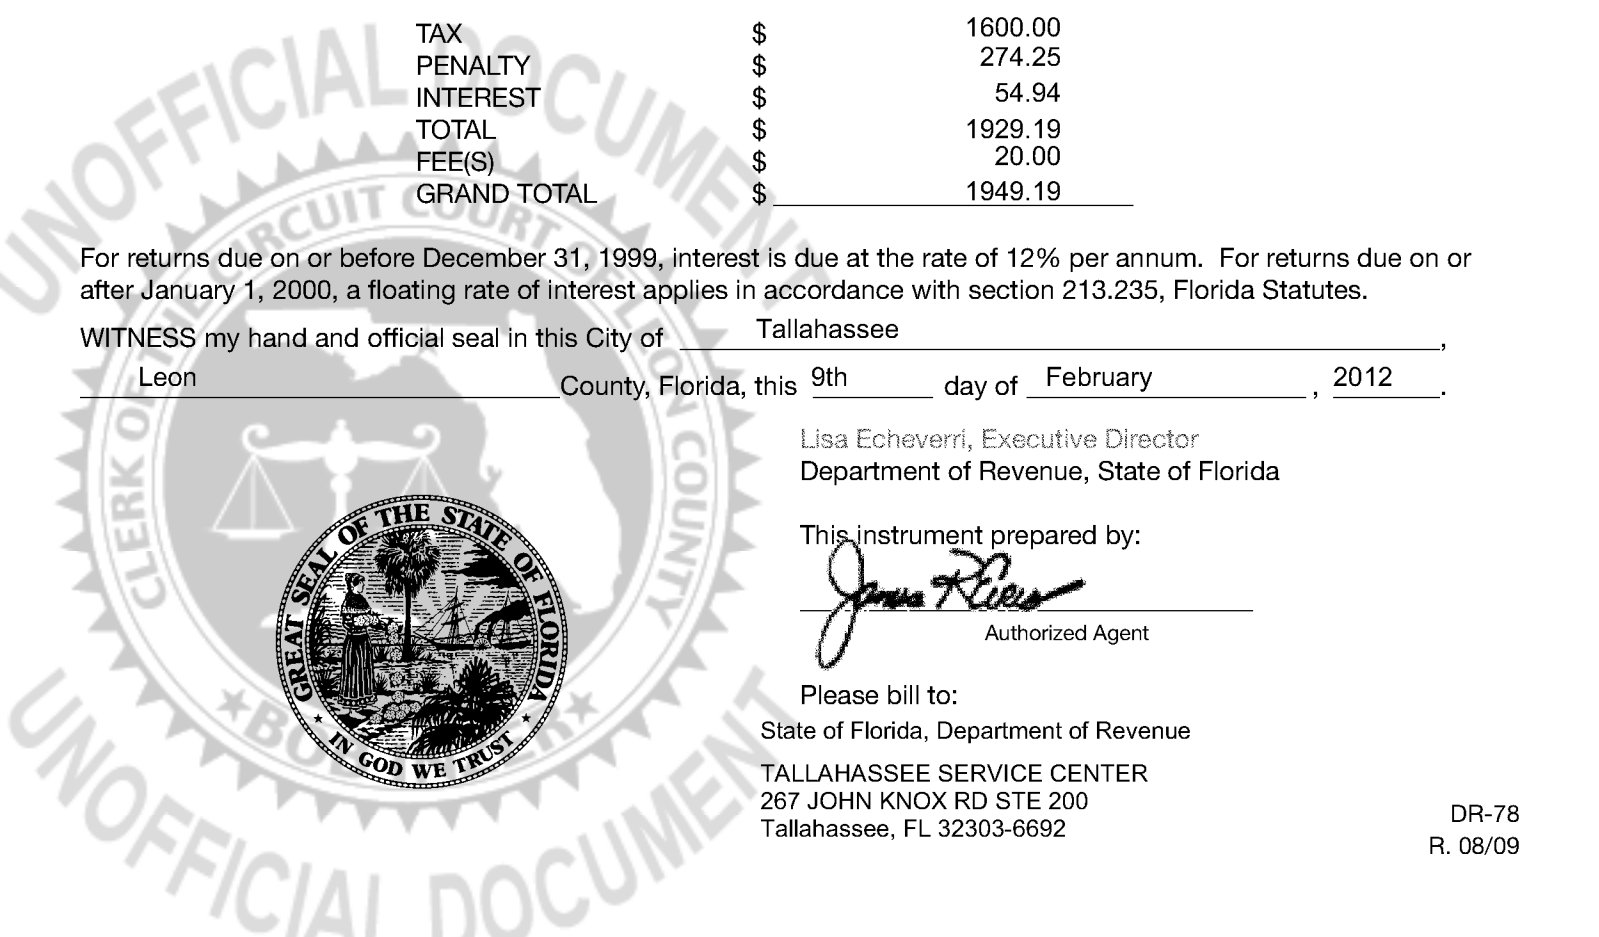 TAX $ 1600.00
PENALTY $ 274.25
INTEREST $ 54.94
TOTAL $ 1929.19
FEE(S) $ 20.00
GRAND TOTAL $ 1949.19
For returns due on or before December 31, 1999, interest is due at the rate of 12% per annum. For returns due on or
after January 1, 2000, a floating rate of interest applies in accordance with section 213.235, Florida Statutes.
WITNESS my hand and official seal in this City of Tallahassee,
Leon County, Florida, this 9th day of February, 2012.
Lisa Echeverri, Executive Director
Department of Revenue, State of Florida
This instrument prepared by:
Authorized Agent
Please bill to:
State of Florida, Department of Revenue
TALLAHASSEE SERVICE CENTER
267 JOHN KNOX RD STE 200
Tallahassee, FL 32303-6692
DR-78
R. 08/09
GREAT SEAL OF THE STATE OF FLORIDA
IN GOD WE TRUST
UNOFFICIAL DOCUMENT
CLERK OF THE CIRCUIT COURT LEON COUNTY
UNOFFICIAL DOCUMENT